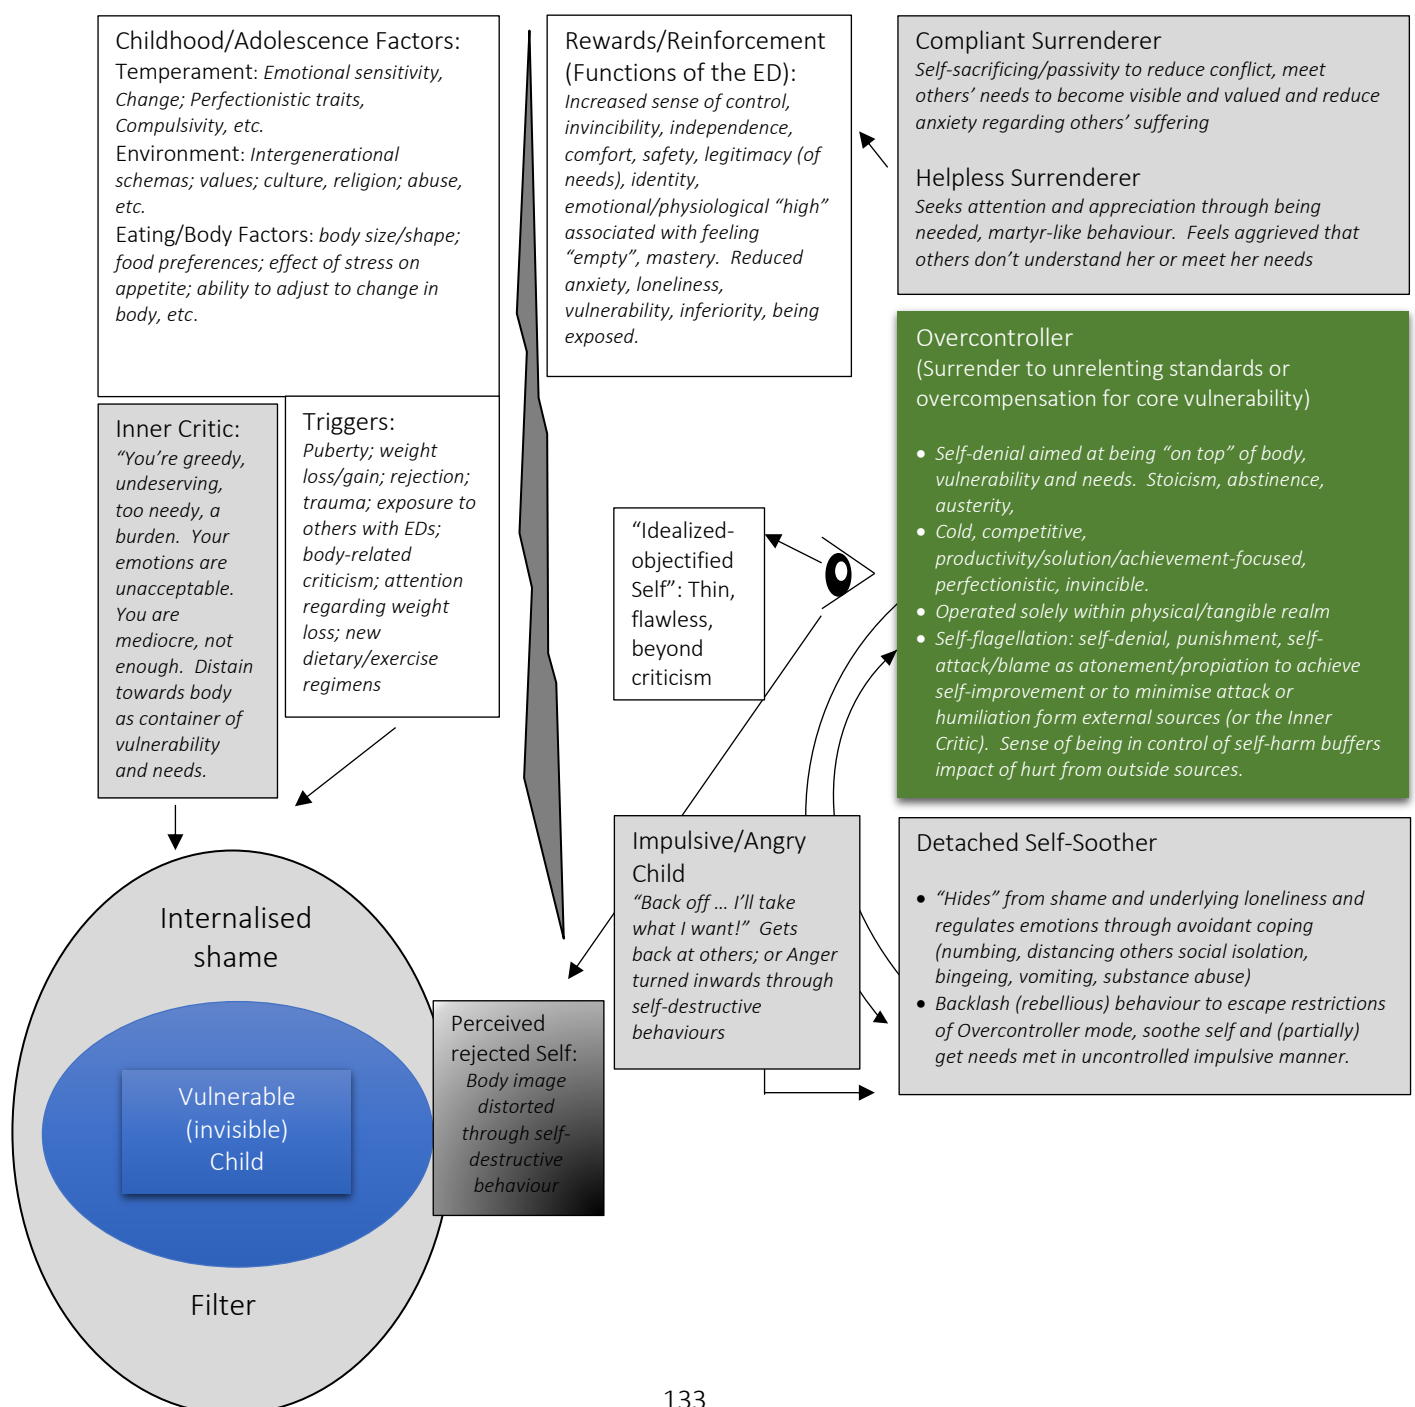 Childhood/Adolescence Factors:
Temperament: Emotional sensitivity,
Change; Perfectionistic traits,
Compulsivity, etc.
Environment: Intergenerational
schemas; values; culture, religion; abuse,
etc.
Eating/Body Factors: body size/shape;
food preferences; effect of stress on
appetite; ability to adjust to change in
body, etc.
Rewards/Reinforcement
(Functions of the ED):
Increased sense of control,
invincibility, independence,
comfort, safety, legitimacy (of
needs), identity,
emotional/physiological “high”
associated with feeling
“empty”, mastery.  Reduced
anxiety, loneliness,
vulnerability, inferiority, being
exposed.
Compliant Surrenderer
Self-sacrificing/passivity to reduce conflict, meet
others’ needs to become visible and valued and reduce
anxiety regarding others’ suffering
Helpless Surrenderer
Seeks attention and appreciation through being
needed, martyr-like behaviour.  Feels aggrieved that
others don’t understand her or meet her needs
Inner Critic:
“You’re greedy,
undeserving,
too needy, a
burden.  Your
emotions are
unacceptable.
You are
mediocre, not
enough.  Distain
towards body
as container of
vulnerability
and needs.
Triggers:
Puberty; weight
loss/gain; rejection;
trauma; exposure to
others with EDs;
body-related
criticism; attention
regarding weight
loss; new
dietary/exercise
regimens
“Idealized-
objectified
Self”: Thin,
flawless,
beyond
criticism
Overcontroller
(Surrender to unrelenting standards or
overcompensation for core vulnerability)
• Self-denial aimed at being “on top” of body,
vulnerability and needs.  Stoicism, abstinence,
austerity,
• Cold, competitive,
productivity/solution/achievement-focused,
perfectionistic, invincible.
• Operated solely within physical/tangible realm
• Self-flagellation: self-denial, punishment, self-
attack/blame as atonement/propiation to achieve
self-improvement or to minimise attack or
humiliation form external sources (or the Inner
Critic).  Sense of being in control of self-harm buffers
impact of hurt from outside sources.
Impulsive/Angry
Child
“Back off … I’ll take
what I want!”  Gets
back at others; or Anger
turned inwards through
self-destructive
behaviours
Detached Self-Soother
• “Hides” from shame and underlying loneliness and
regulates emotions through avoidant coping
(numbing, distancing others social isolation,
bingeing, vomiting, substance abuse)
• Backlash (rebellious) behaviour to escape restrictions
of Overcontroller mode, soothe self and (partially)
get needs met in uncontrolled impulsive manner.
Internalised
shame
Vulnerable
(invisible)
Child
Filter
Perceived
rejected Self:
Body image
distorted
through self-
destructive
behaviour
133